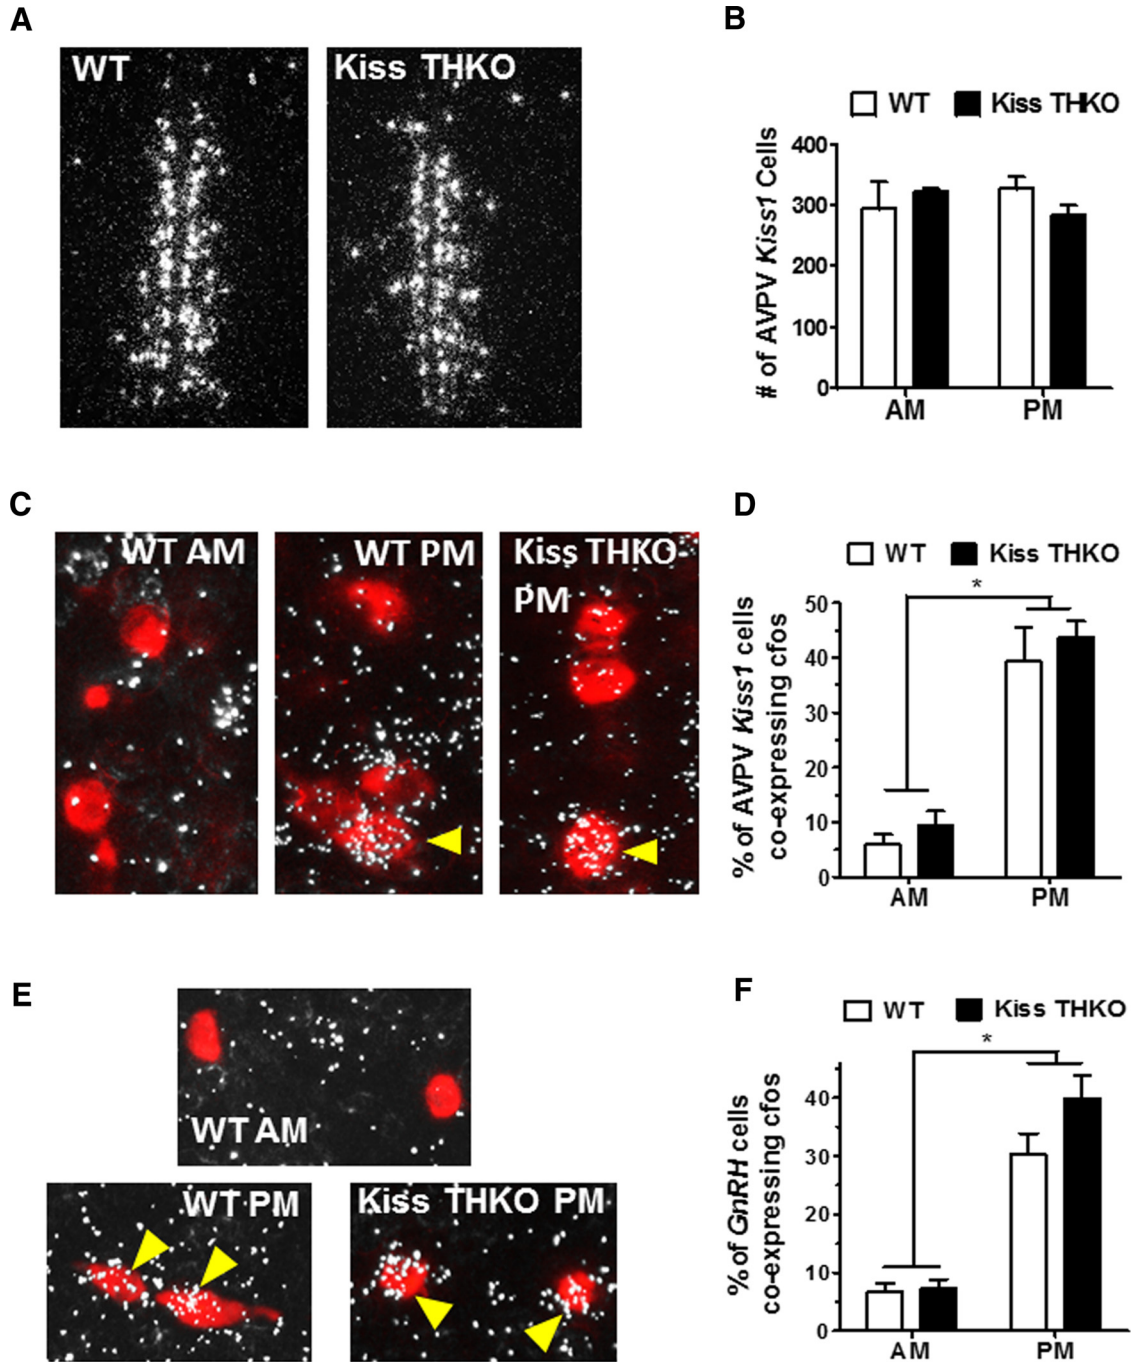 A
WT
Kiss THKO
B
WT
Kiss THKO
# of AVPV Kiss1 Cells
400
300
200
100
0
AM
PM
C
WT AM
WT PM
Kiss THKO
PM
D
WT
Kiss THKO
*
% of AVPV Kiss1 cells
co-expressing cfos
50
40
30
20
10
0
AM
PM
E
WT AM
WT PM
Kiss THKO PM
F
WT
Kiss THKO
*
% of GnRH cells
co-expressing cfos
40
30
20
10
0
AM
PM